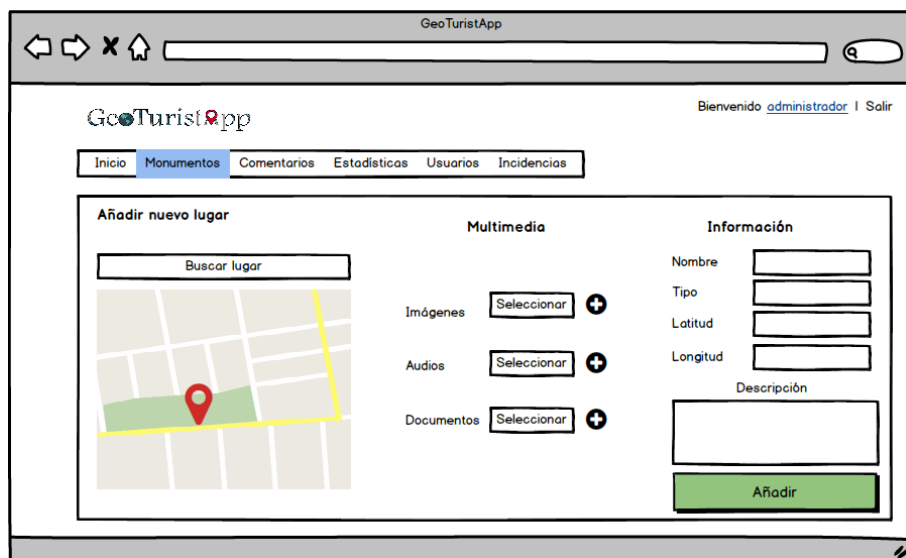 GeoTuristApp
GeoTuristApp
Bienvenido administrador | Salir
Inicio Monumentos Comentarios Estadísticas Usuarios Incidencias
Añadir nuevo lugar
Buscar lugar
Multimedia
Imágenes Seleccionar
Audios Seleccionar
Documentos Seleccionar
Información
Nombre
Tipo
Latitud
Longitud
Descripción
Añadir